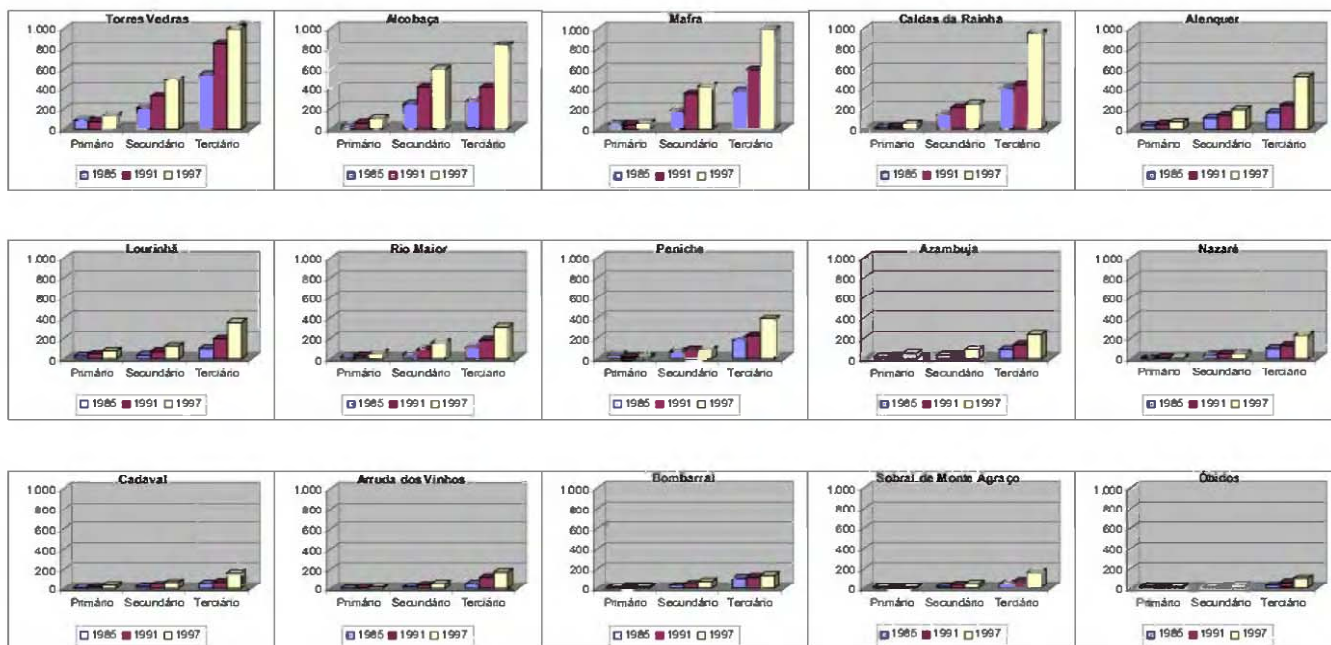 Torres Vedras
1.000
800
600
400
200
0
Primário Secundário Terciário
1985 1991 1997
Alcobaça
1.000
800
600
400
200
0
Primário Secundário Terciário
1985 1991 1997
Mafra
1.000
800
600
400
200
0
Primário Secundário Terciário
1985 1991 1997
Caldas da Rainha
1.000
800
600
400
200
0
Primário Secundário Terciário
1985 1991 1997
Alenquer
1.000
800
600
400
200
0
Primário Secundário Terciário
1985 1991 1997
Lourinhã
1.000
800
600
400
200
0
Primário Secundário Terciário
1985 1991 1997
Rio Maior
1.000
800
600
400
200
0
Primário Secundário Terciário
1985 1991 1997
Peniche
1.000
800
600
400
200
0
Primário Secundário Terciário
1985 1991 1997
Azambuja
1.000
800
600
400
200
0
Primário Secundário Terciário
1985 1991 1997
Nazaré
1.000
800
600
400
200
0
Primário Secundário Terciário
1985 1991 1997
Cadaval
1.000
800
600
400
200
0
Primário Secundário Terciário
1985 1991 1997
Arruda dos Vinhos
1.000
800
600
400
200
0
Primário Secundário Terciário
1985 1991 1997
Bombarral
1.000
800
600
400
200
0
Primário Secundário Terciário
1985 1991 1997
Sobral de Monte Agraço
1.000
800
600
400
200
0
Primário Secundário Terciário
1985 1991 1997
Óbidos
1.000
800
600
400
200
0
Primário Secundário Terciário
1985 1991 1997